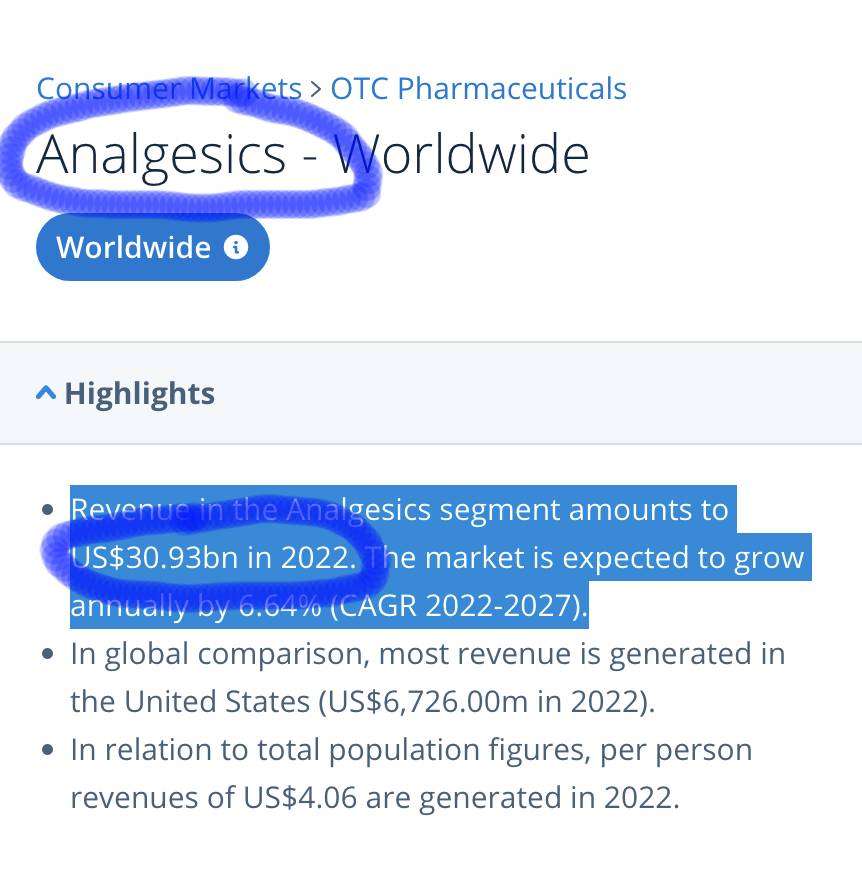 Consumer Markets > OTC Pharmaceuticals
Analgesics - Worldwide
Worldwide
Highlights
• Revenue in the Analgesics segment amounts to
US$30.93bn in 2022. The market is expected to grow
annually by 6.64% (CAGR 2022-2027).
• In global comparison, most revenue is generated in
the United States (US$6,726.00m in 2022).
• In relation to total population figures, per person
revenues of US$4.06 are generated in 2022.